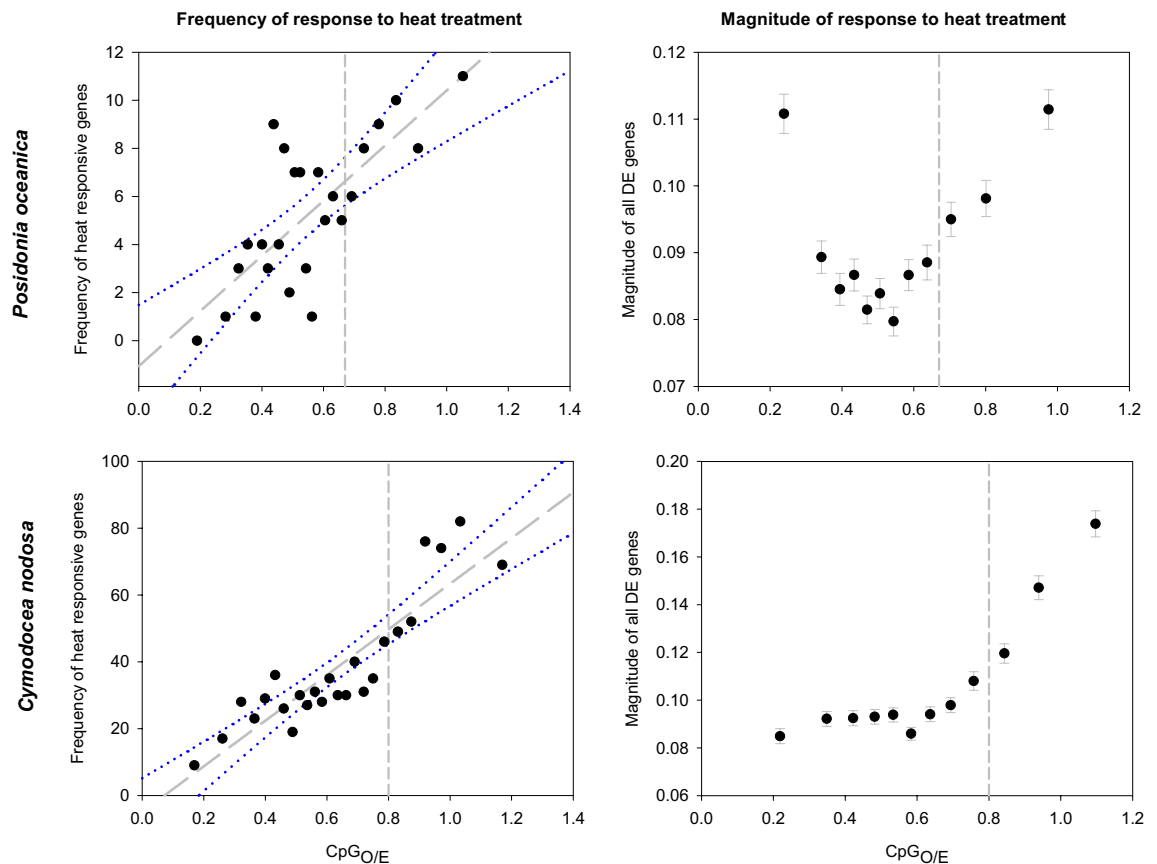 Frequency of response to heat treatment
Magnitude of response to heat treatment
Posidonia oceanica
Frequency of heat responsive genes
12
10
8
6
4
2
0
0.0 0.2 0.4 0.6 0.8 1.0 1.2 1.4
Magnitude of all DE genes
0.12
0.11
0.10
0.09
0.08
0.07
0.0 0.2 0.4 0.6 0.8 1.0 1.2
Cymodocea nodosa
Frequency of heat responsive genes
100
80
60
40
20
0
0.0 0.2 0.4 0.6 0.8 1.0 1.2 1.4
CpGO/E
Magnitude of all DE genes
0.20
0.18
0.16
0.14
0.12
0.10
0.08
0.06
0.0 0.2 0.4 0.6 0.8 1.0 1.2
CpGO/E